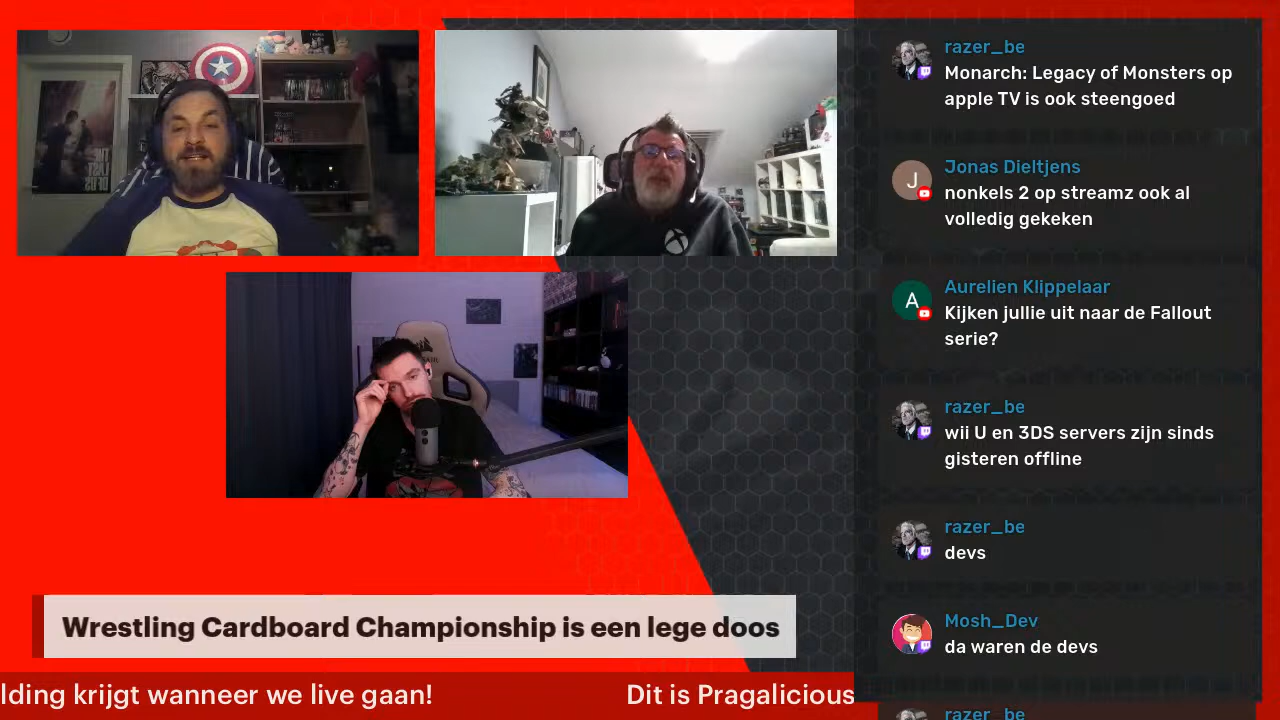 razer_be
Monarch: Legacy of Monsters op
apple TV is ook steengoed
J
Jonas Dieltjens
nonkels 2 op streamz ook al
volledig gekeken
A
Aurelien Klippelaar
Kijken jullie uit naar de Fallout
serie?
razer_be
wii U en 3DS servers zijn sinds
gisteren offline
razer_be
devs
Mosh_Dev
da waren de devs
razer_be
Wrestling Cardboard Championship is een lege doos
lding krijgt wanneer we live gaan!
Dit is Pragalicious